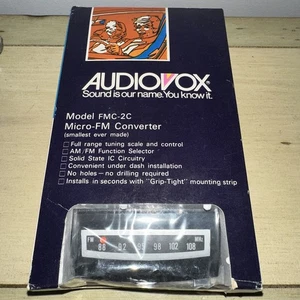 AUDIOVOX®
Sound is our name. You know it.
Model FMC-2C
Micro-FM Converter
(smallest ever made)
Full range tuning scale and control
AM/FM Function Selector
Solid State IC Circuitry
Convenient under dash installation
No holes—no drilling required
Installs in seconds with "Grip-Tight" mounting strip
FM MHz
88 92 95 98 102 108